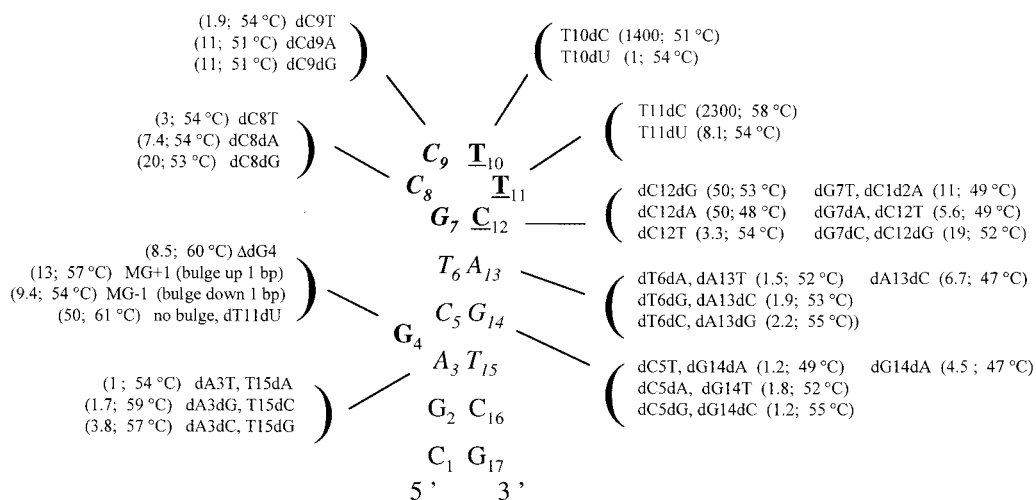 (1.9; 54 °C) dC9T
(11; 51 °C) dCd9A
(11; 51 °C) dC9dG
T10dC (1400; 51 °C)
T10dU (1; 54 °C)
(3; 54 °C) dC8T
(7.4; 54 °C) dC8dA
(20; 53 °C) dC8dG
T11dC (2300; 58 °C)
T11dU (8.1; 54 °C)
C9 T10
C8 T11
G7 C12
dC12dG (50; 53 °C) dG7T, dC1d2A (11; 49 °C)
dC12dA (50; 48 °C) dG7dA, dC12T (5.6; 49 °C)
dC12T (3.3; 54 °C) dG7dC, dC12dG (19; 52 °C)
(8.5; 60 °C) ΔdG4
(13; 57 °C) MG+1 (bulge up 1 bp)
(9.4; 54 °C) MG-1 (bulge down 1 bp)
(50; 61 °C) no bulge, dT11dU
T6 A13
dT6dA, dA13T (1.5; 52 °C) dA13dC (6.7; 47 °C)
dT6dG, dA13dC (1.9; 53 °C)
dT6dC, dA13dG (2.2; 55 °C))
C5 G14
G4
A3 T15
dC5T, dG14dA (1.2; 49 °C) dG14dA (4.5 ; 47 °C)
dC5dA, dG14T (1.8; 52 °C)
dC5dG, dG14dC (1.2; 55 °C)
(1 ; 54 °C) dA3T, T15dA
(1.7; 59 °C) dA3dG, T15dC
(3.8; 57 °C) dA3dC, T15dG
G2 C16
C1 G17
5 ' 3 '